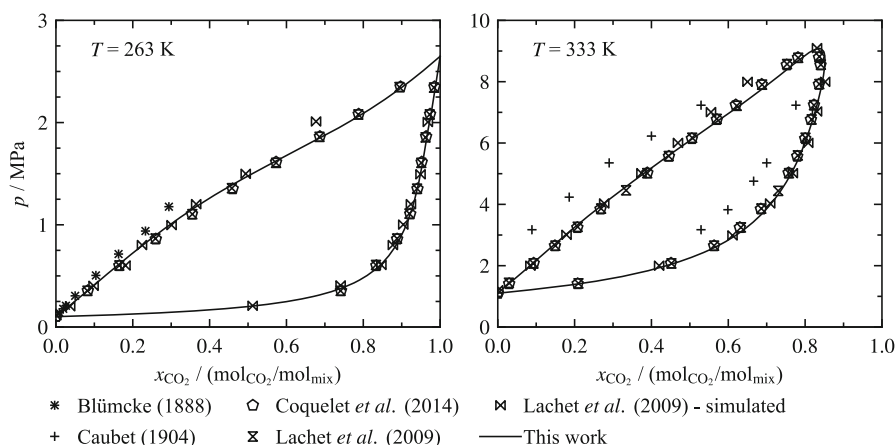 T = 263 K
T = 333 K
p / MPa
3
2
1
0
0.0 0.2 0.4 0.6 0.8 1.0
10
8
6
4
2
0
0.0 0.2 0.4 0.6 0.8 1.0
x_CO₂ / (mol_CO₂/mol_mix)
x_CO₂ / (mol_CO₂/mol_mix)
Blümcke (1888)
Coquelet et al. (2014)
Lachet et al. (2009) - simulated
Caubet (1904)
Lachet et al. (2009)
This work